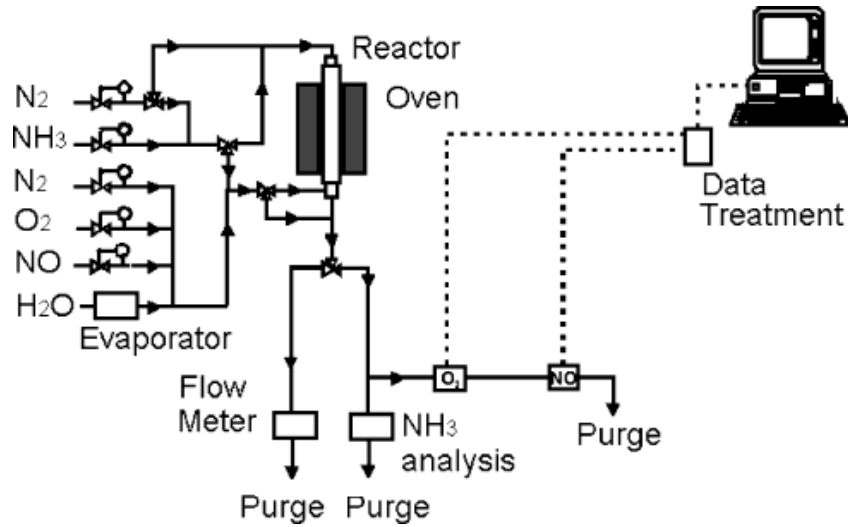 Reactor
Oven
N2
NH3
N2
O2
NO
H2O
Evaporator
Data
Treatment
Flow
Meter
O2
NO
NH3
analysis
Purge
Purge
Purge